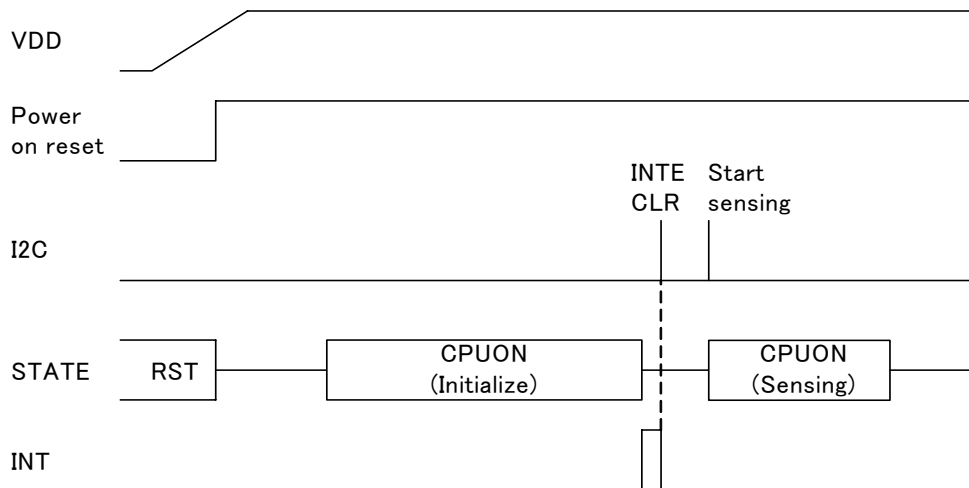 VDD
Power
on reset
INTE
CLR
Start
sensing
I2C
STATE
RST
CPUON
(Initialize)
CPUON
(Sensing)
INT